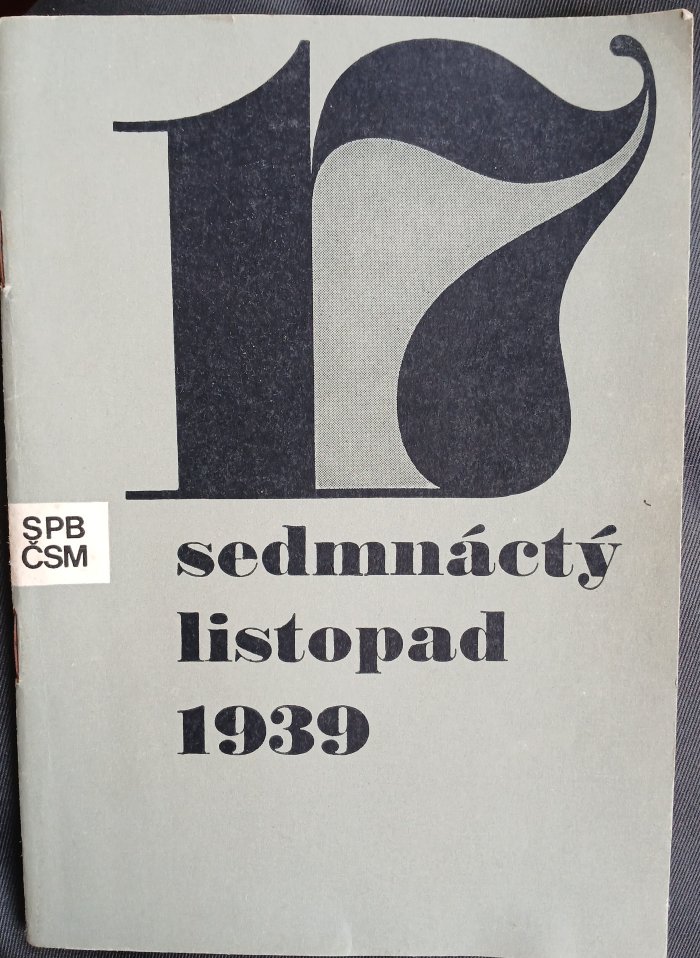 17
SPB
ČSM
sedmnáctý
listopad
1939